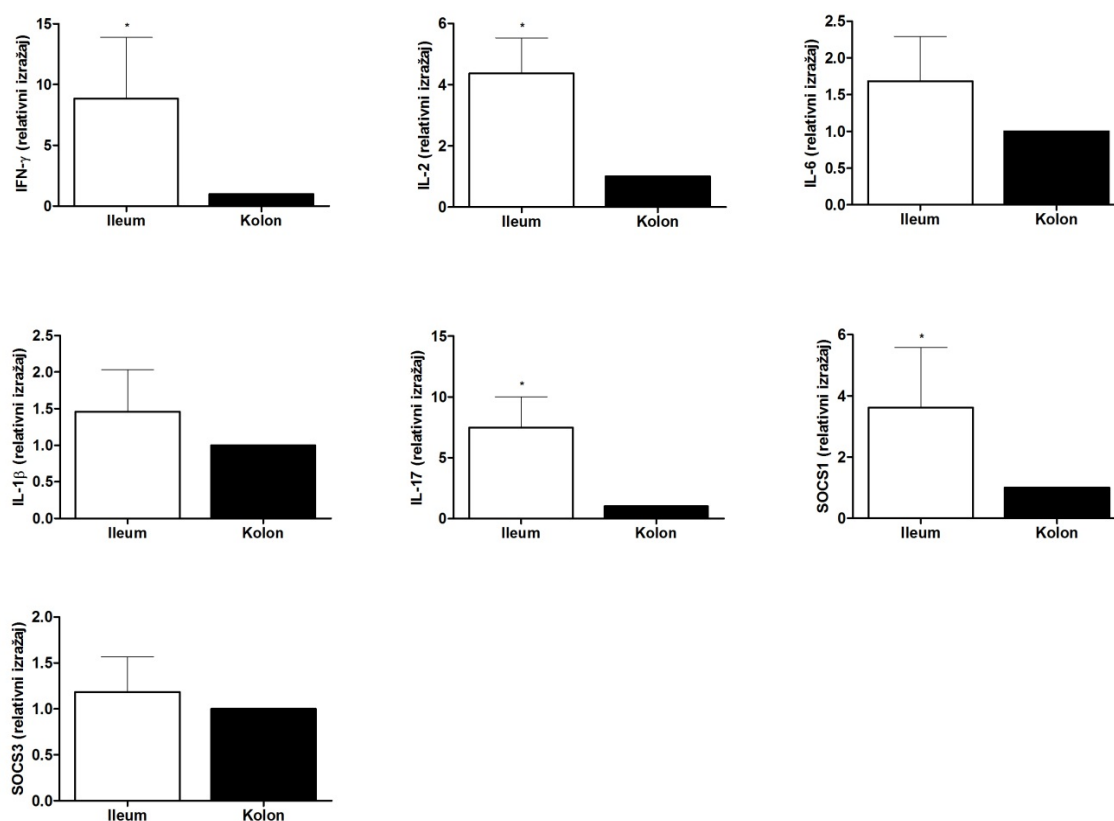 IFN-γ (relativni izražaj)
15
10
5
0
*
Ileum
Kolon
IL-2 (relativni izražaj)
6
4
2
0
*
Ileum
Kolon
IL-6 (relativni izražaj)
2.5
2.0
1.5
1.0
0.5
0.0
Ileum
Kolon
IL-1β (relativni izražaj)
2.5
2.0
1.5
1.0
0.5
0.0
Ileum
Kolon
IL-17 (relativni izražaj)
15
10
5
0
*
Ileum
Kolon
SOCS1 (relativni izražaj)
6
4
2
0
*
Ileum
Kolon
SOCS3 (relativni izražaj)
2.0
1.5
1.0
0.5
0.0
Ileum
Kolon